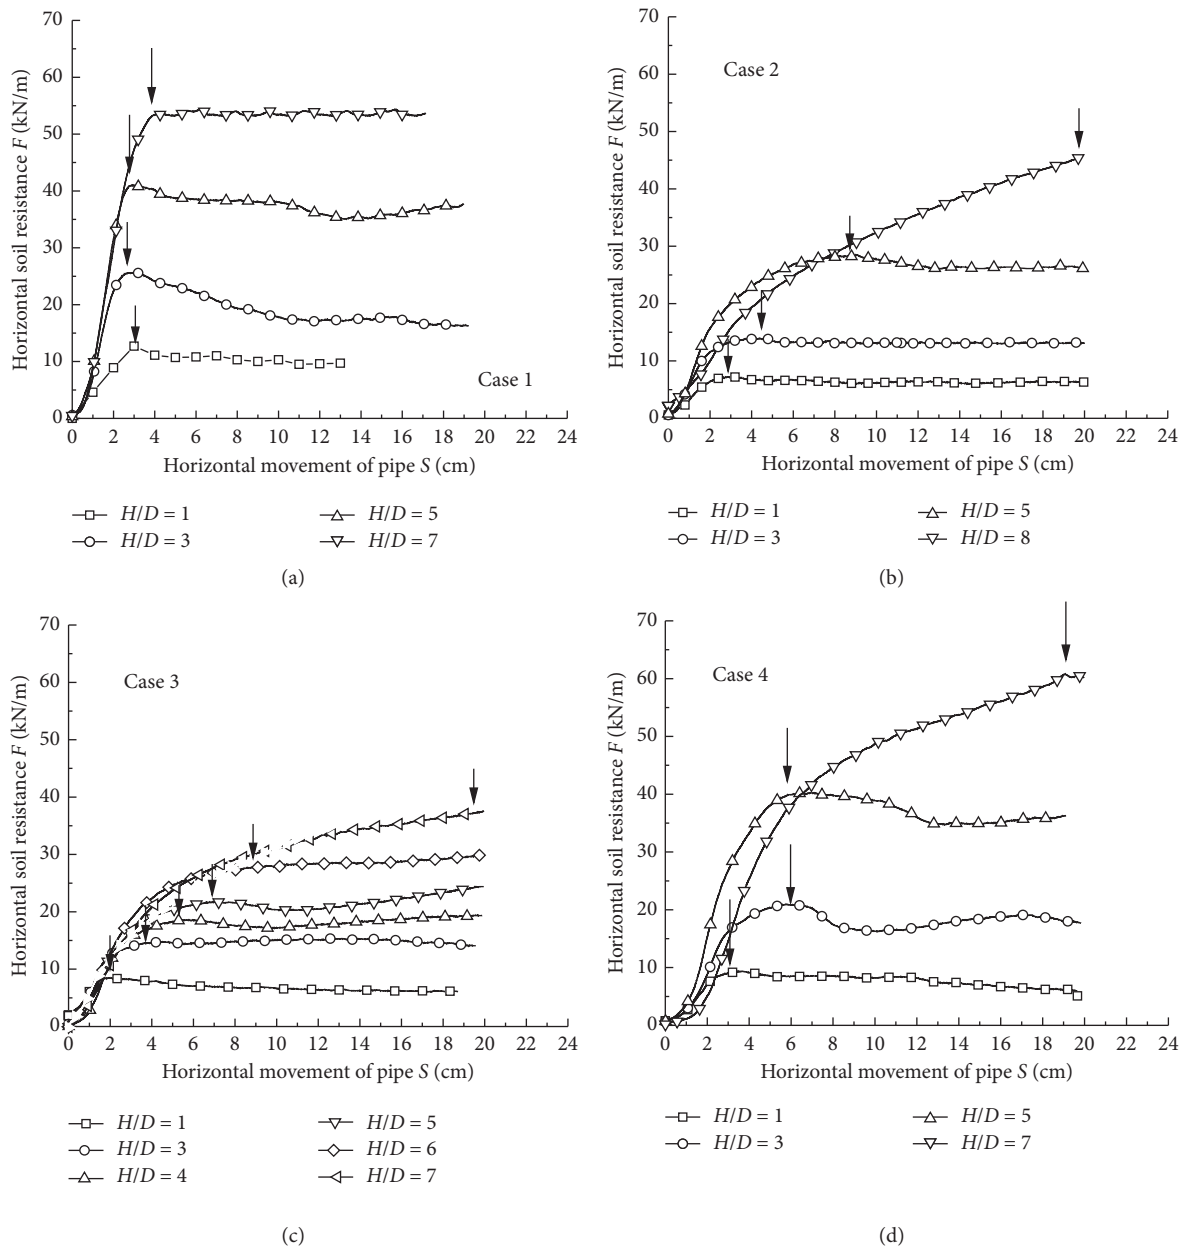 70
60
50
40
30
20
10
0
Horizontal soil resistance F (kN/m)
Case 1
0 2 4 6 8 10 12 14 16 18 20 22 24
Horizontal movement of pipe S (cm)
H/D = 1
H/D = 5
H/D = 3
H/D = 7
(a)
70
60
50
40
30
20
10
0
Horizontal soil resistance F (kN/m)
Case 2
0 2 4 6 8 10 12 14 16 18 20 22 24
Horizontal movement of pipe S (cm)
H/D = 1
H/D = 5
H/D = 3
H/D = 8
(b)
70
60
50
40
30
20
10
0
Horizontal soil resistance F (kN/m)
Case 3
0 2 4 6 8 10 12 14 16 18 20 22 24
Horizontal movement of pipe S (cm)
H/D = 1
H/D = 5
H/D = 3
H/D = 6
H/D = 4
H/D = 7
(c)
70
60
50
40
30
20
10
0
Horizontal soil resistance F (kN/m)
Case 4
0 2 4 6 8 10 12 14 16 18 20 22 24
Horizontal movement of pipe S (cm)
H/D = 1
H/D = 5
H/D = 3
H/D = 7
(d)